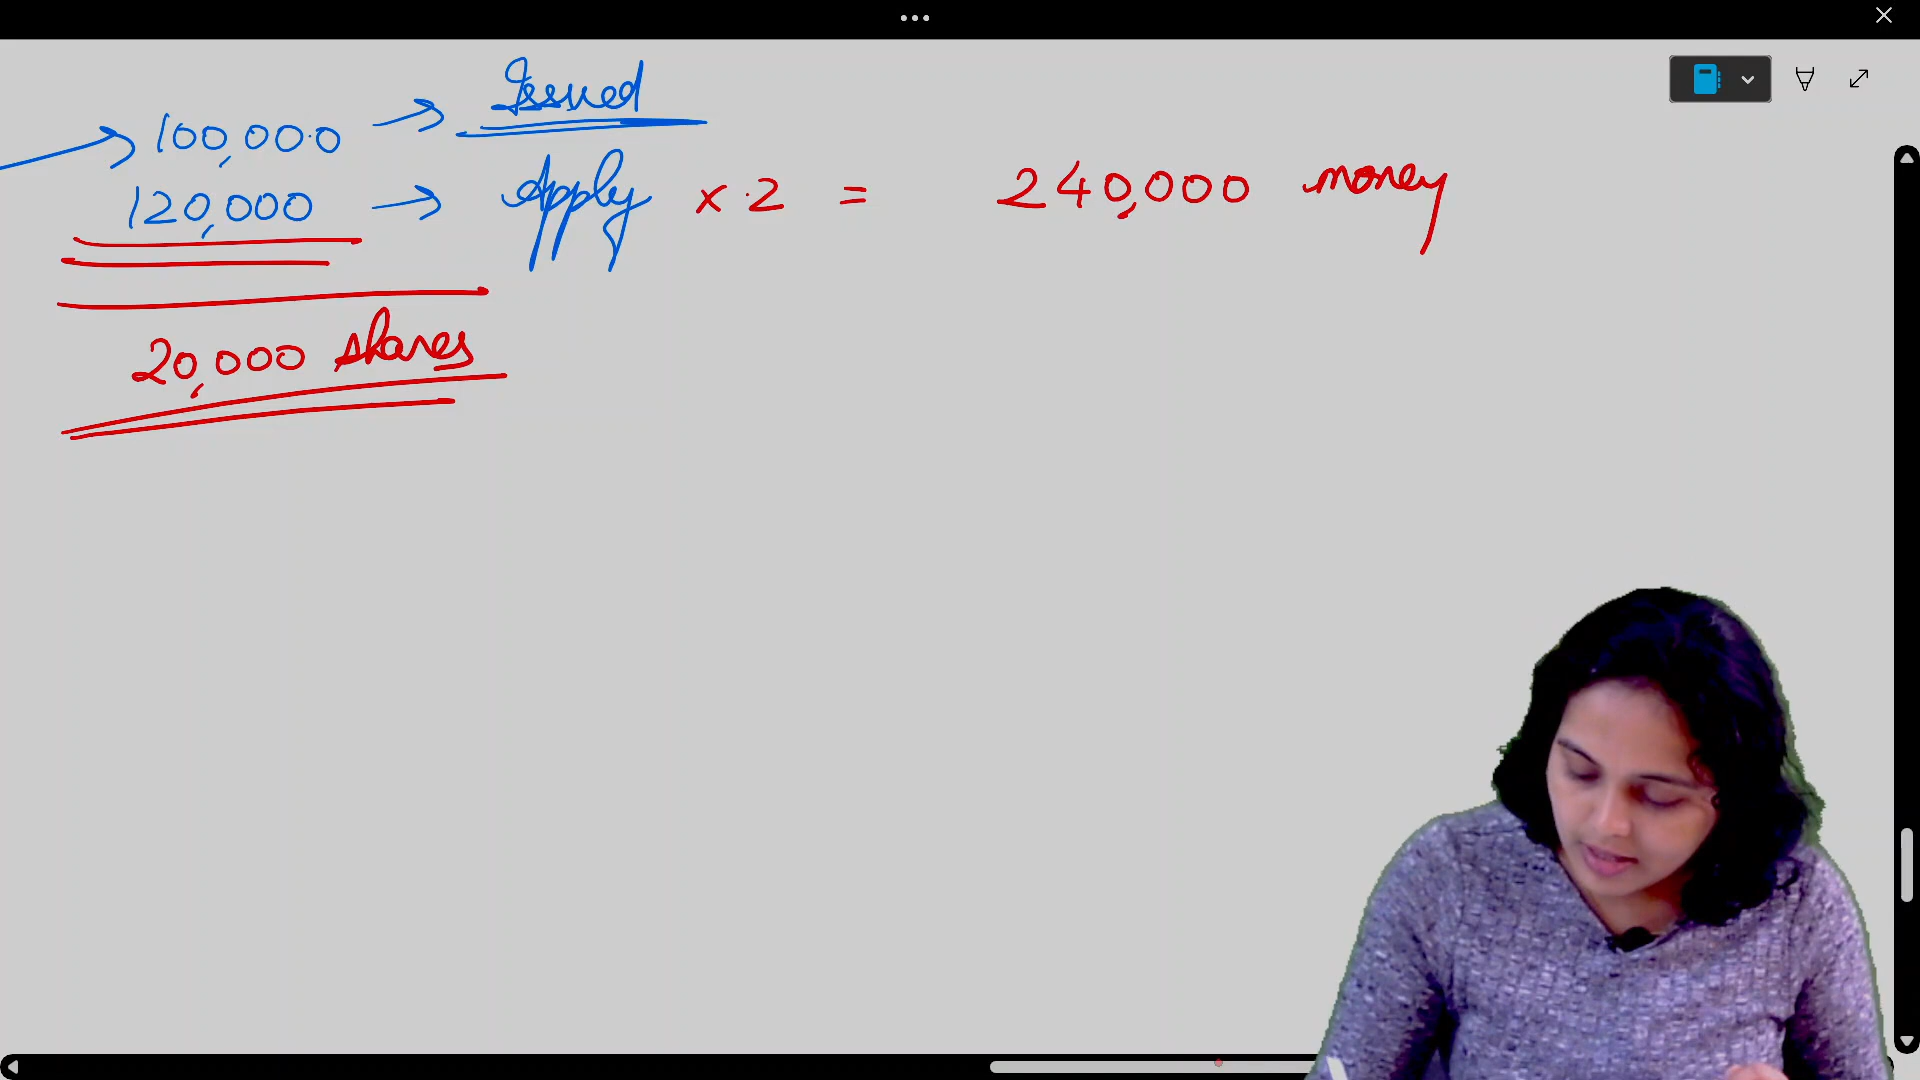 100,000 → Issued
120,000 → Apply x 2 = 240,000 money
20,000 shares